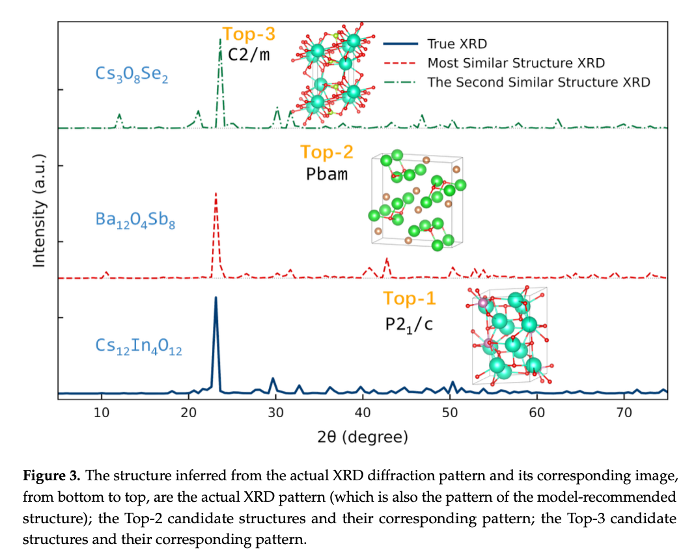 Top-3
C2/m
Cs₃O₈Se₂
True XRD
Most Similar Structure XRD
The Second Similar Structure XRD
Top-2
Pbam
Ba₁₂O₄Sb₈
Top-1
P2₁/c
Cs₁₂In₄O₁₂
Intensity (a.u.)
10 20 30 40 50 60 70
2θ (degree)
Figure 3. The structure inferred from the actual XRD diffraction pattern and its corresponding image,
from bottom to top, are the actual XRD pattern (which is also the pattern of the model-recommended
structure); the Top-2 candidate structures and their corresponding pattern; the Top-3 candidate
structures and their corresponding pattern.